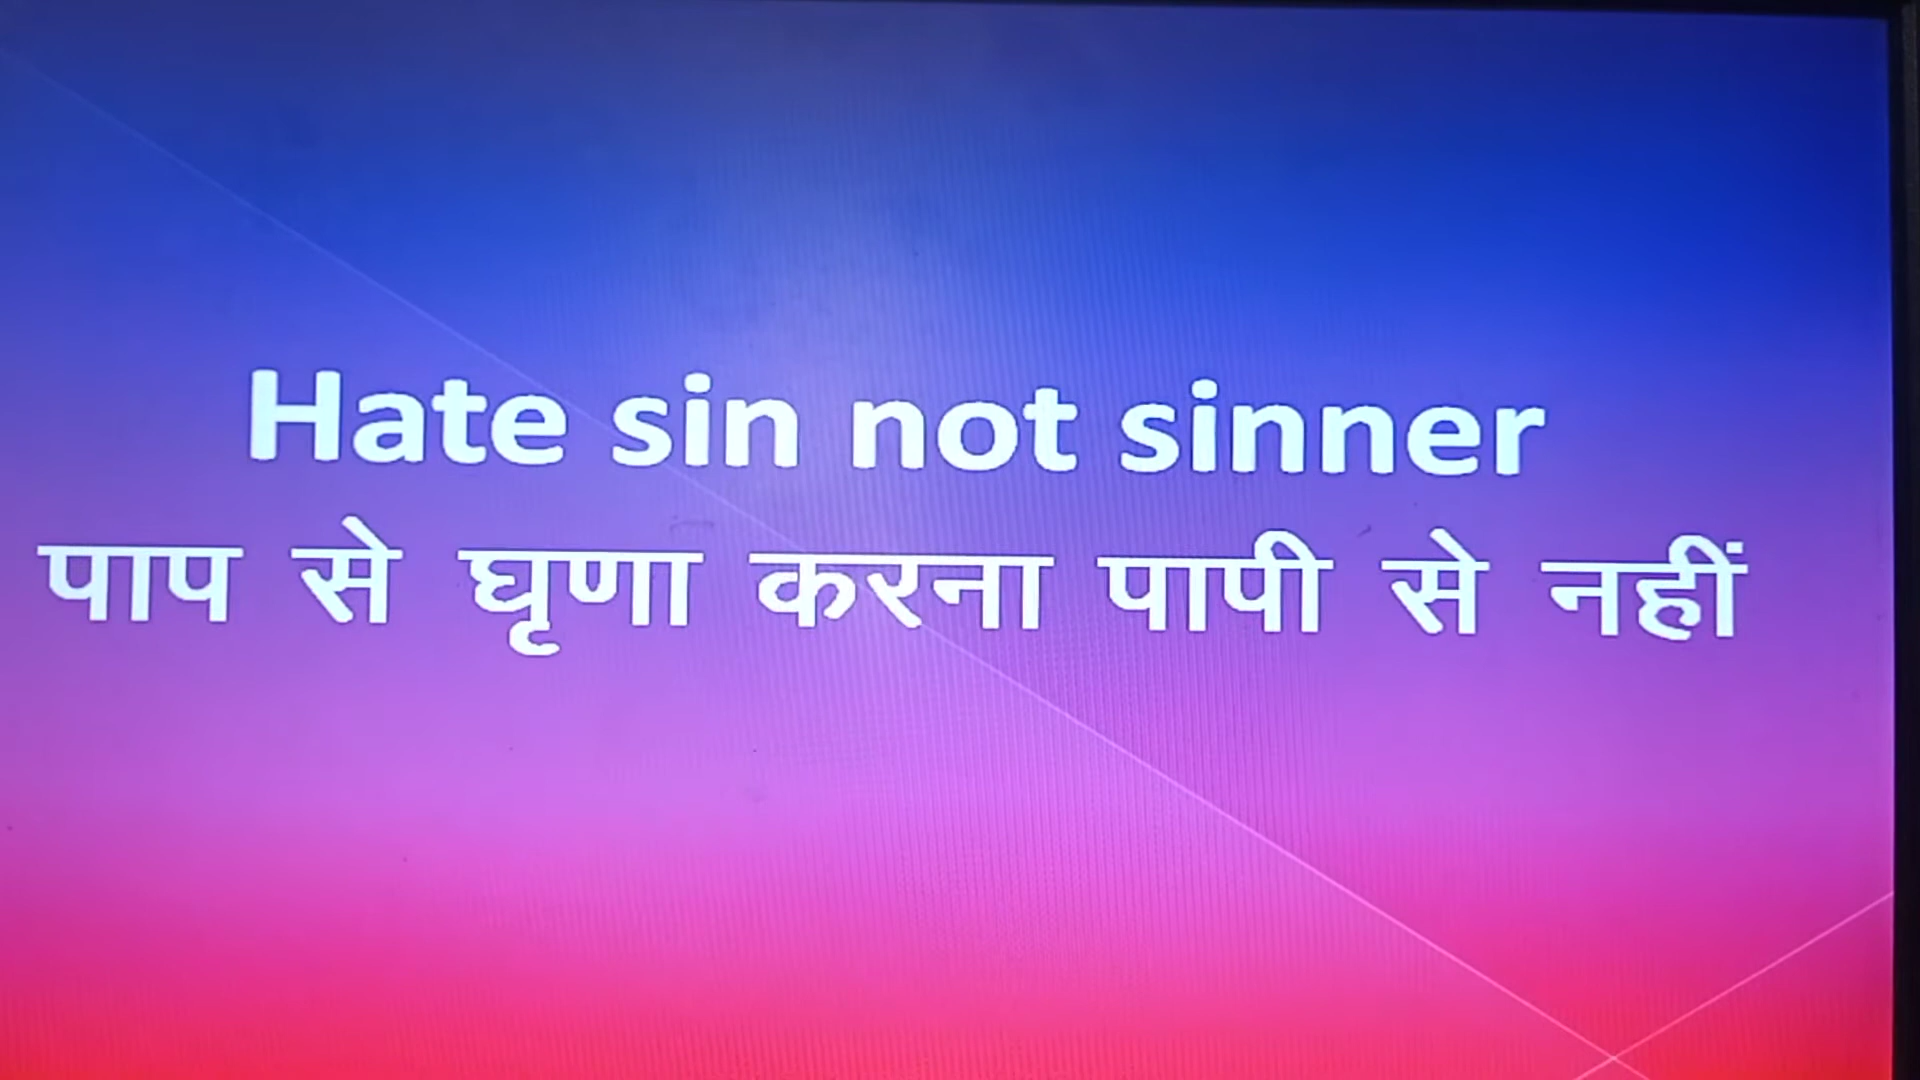 Hate sin not sinner
पाप से घृणा करना पापी से नहीं